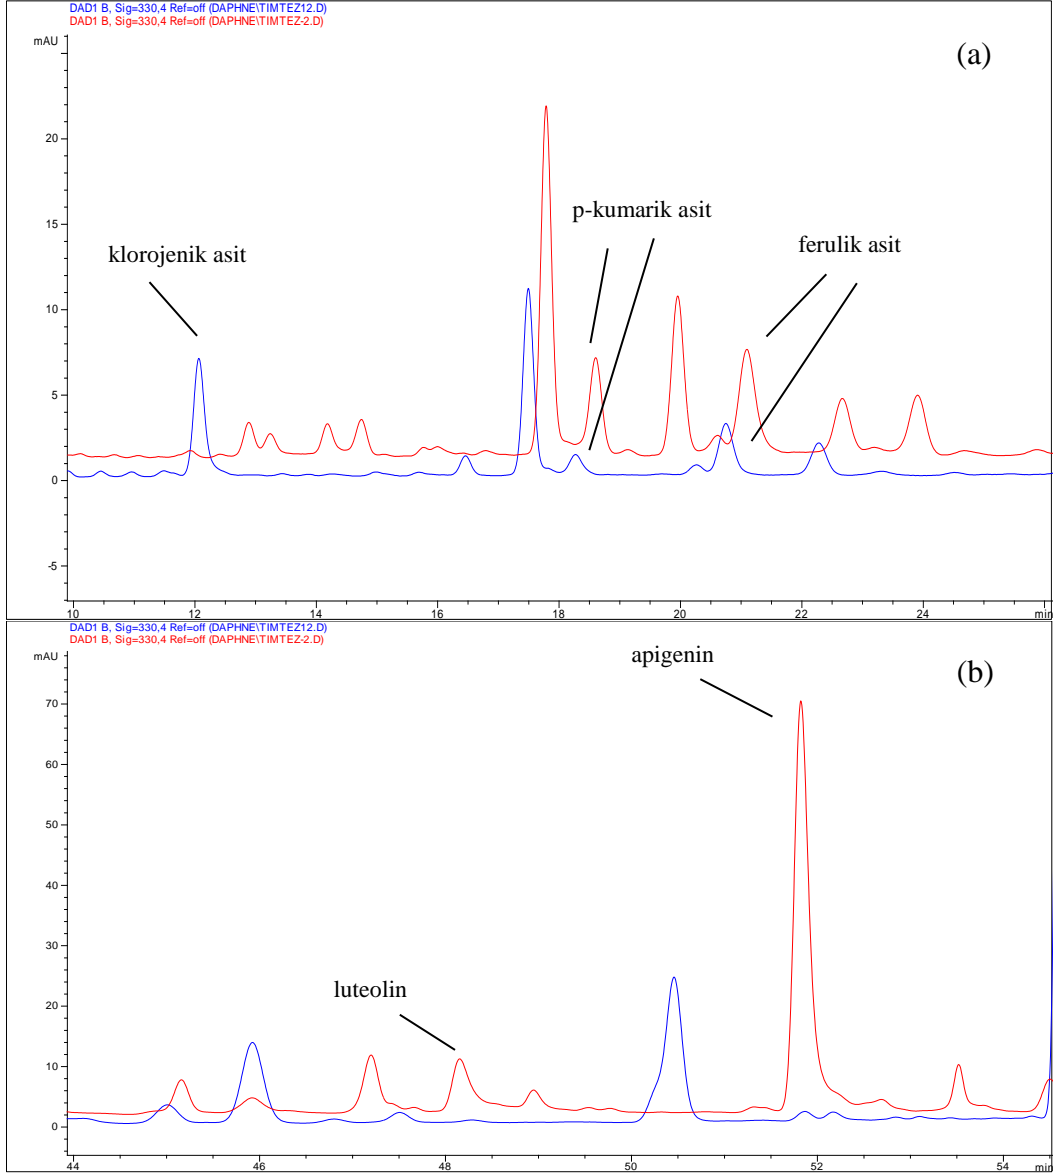 DAD1 B, Sig=330,4 Ref=off (DAPHNE\TIMTEZ12.D)
DAD1 B, Sig=330,4 Ref=off (DAPHNE\TIMTEZ-2.D)
mAU
(a)
20
15
10
5
0
-5
klorojenik asit
p-kumarik asit
ferulik asit
10 12 14 16 18 20 22 24 min
DAD1 B, Sig=330,4 Ref=off (DAPHNE\TIMTEZ12.D)
DAD1 B, Sig=330,4 Ref=off (DAPHNE\TIMTEZ-2.D)
mAU
(b)
apigenin
luteolin
70
60
50
40
30
20
10
0
44 46 48 50 52 54 min